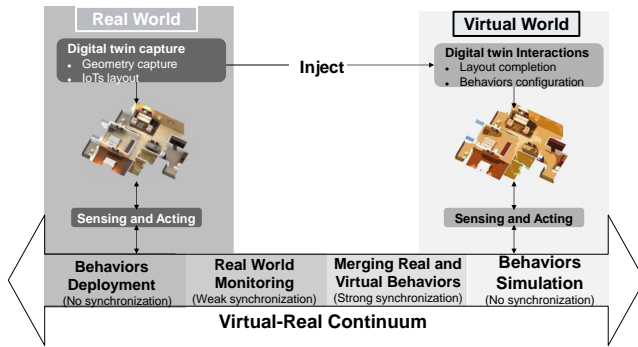 Real World
Virtual World
Digital twin capture
• Geometry capture
• IoTs layout
Inject
Digital twin Interactions
• Layout completion
• Behaviors configuration
Sensing and Acting
Sensing and Acting
Behaviors
Deployment
(No synchronization)
Real World
Monitoring
(Weak synchronization)
Merging Real and
Virtual Behaviors
(Strong synchronization)
Behaviors
Simulation
(No synchronization)
Virtual-Real Continuum